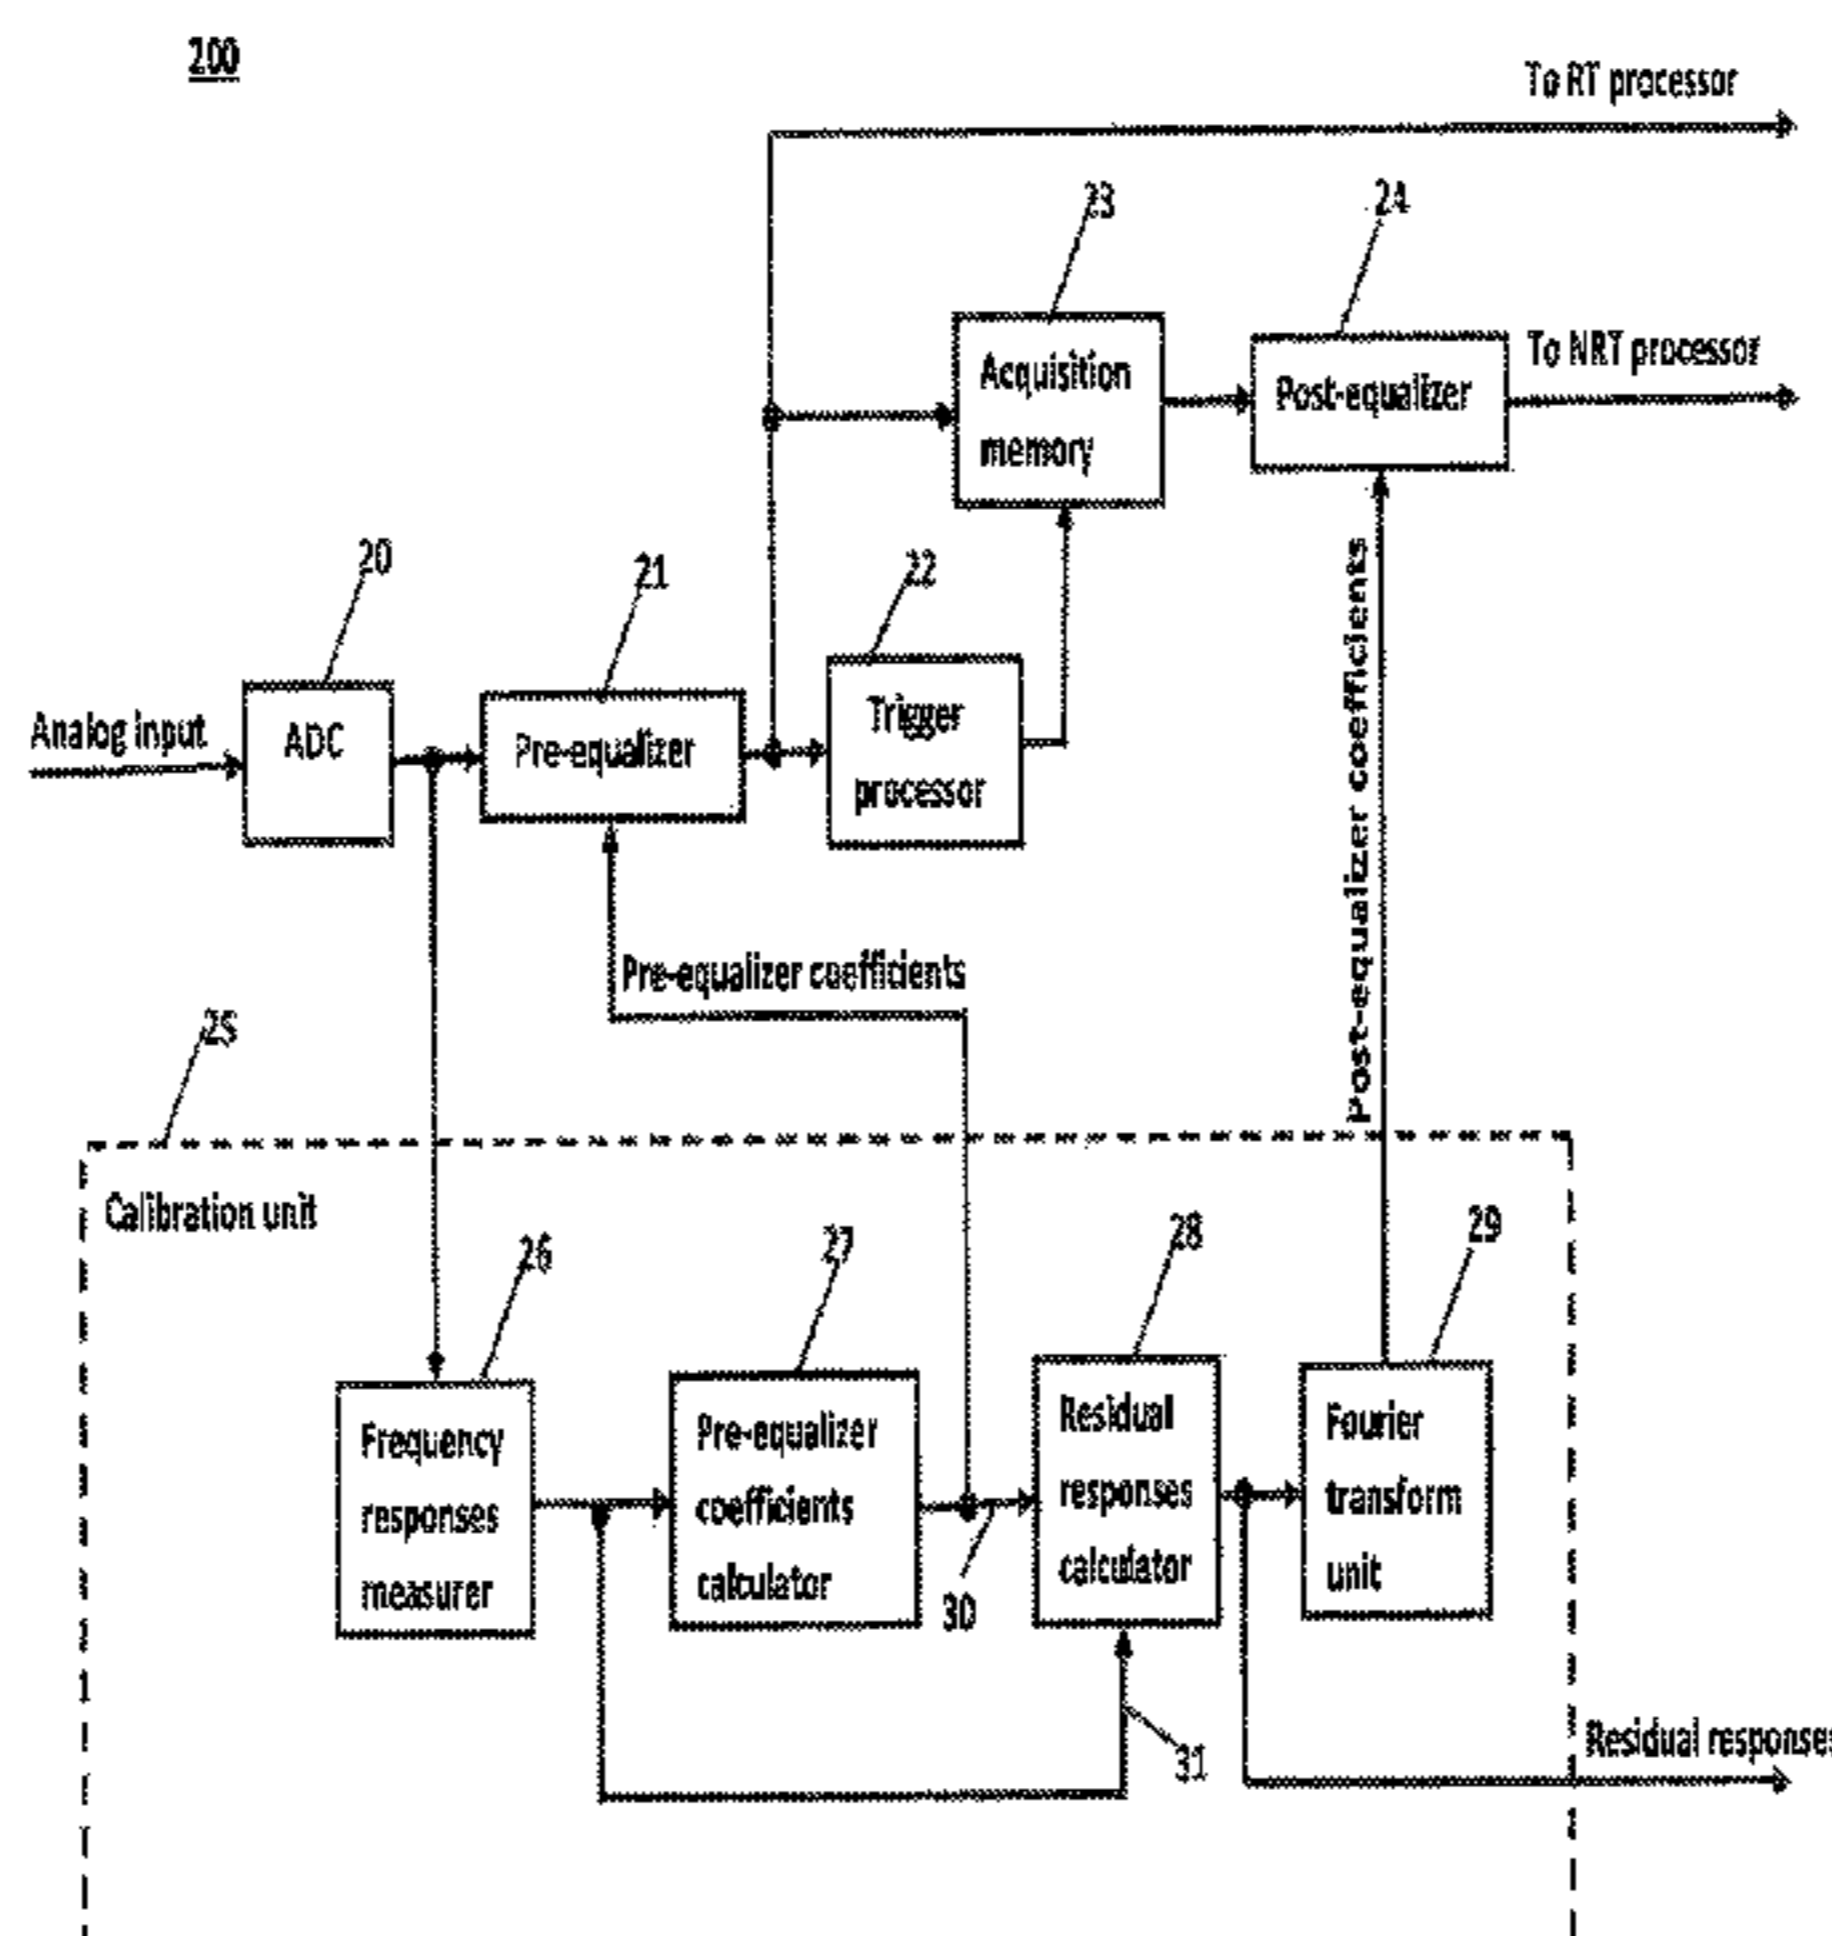 200
To RT processor
23
24
Acquisition
memory
Post-equalizer
To NRT processor
20
21
22
Analog input
ADC
Pre-equalizer
Trigger
processor
Pre-equalizer coefficients
Post-equalizer coefficients
25
Calibration unit
26
27
28
29
Frequency
responses
measurer
Pre-equalizer
coefficients
calculator
30
Residual
responses
calculator
Fourier
transform
unit
31
Residual responses